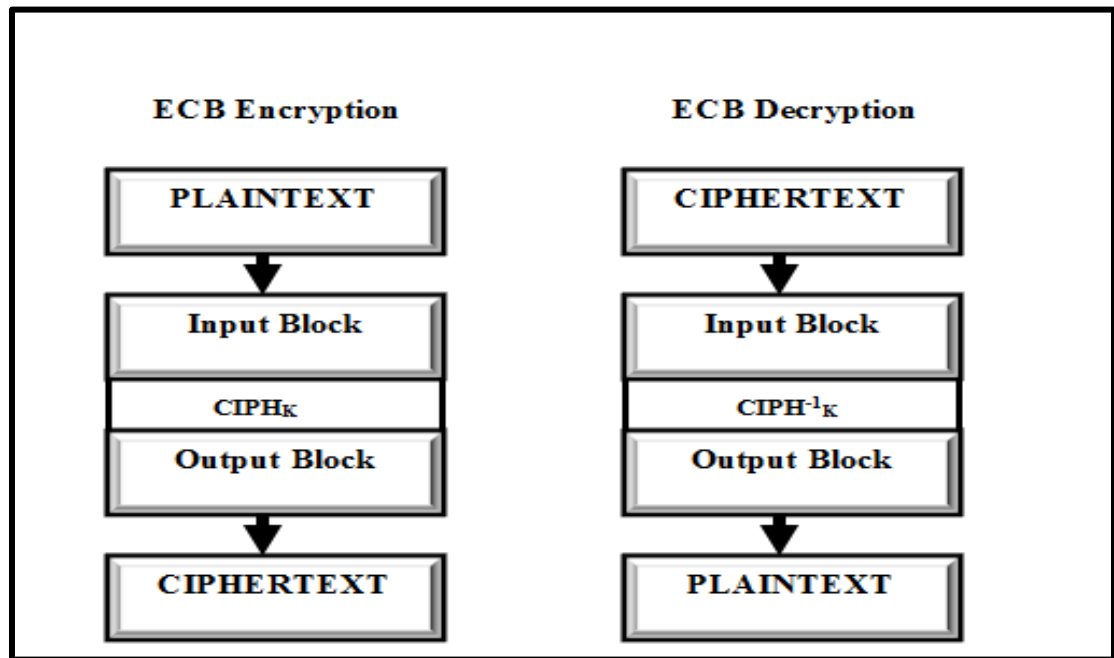 ECB Encryption
PLAINTEXT
Input Block
CIPHK
Output Block
CIPHERTEXT
ECB Decryption
CIPHERTEXT
Input Block
CIPH-1K
Output Block
PLAINTEXT